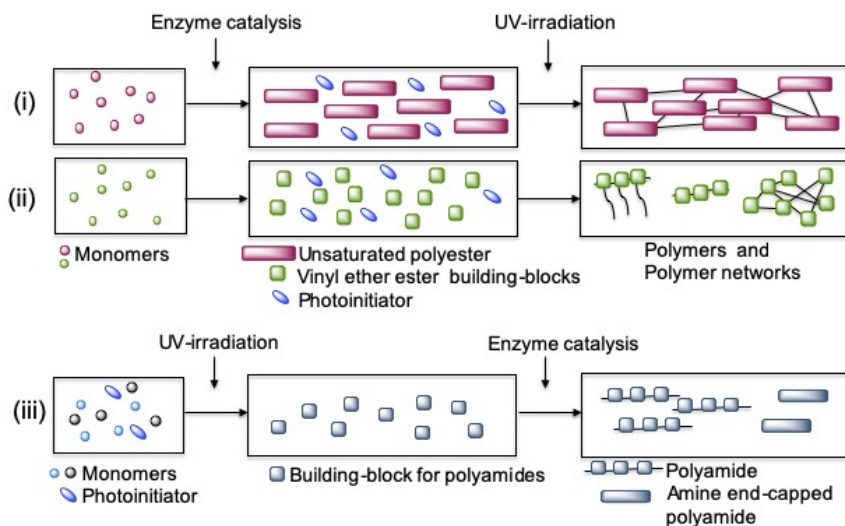 Enzyme catalysis
UV-irradiation
(i)
(ii)
Monomers
Unsaturated polyester
Vinyl ether ester building-blocks
Photoinitiator
Polymers and
Polymer networks
UV-irradiation
Enzyme catalysis
(iii)
Monomers
Photoinitiator
Building-block for polyamides
Polyamide
Amine end-capped
polyamide